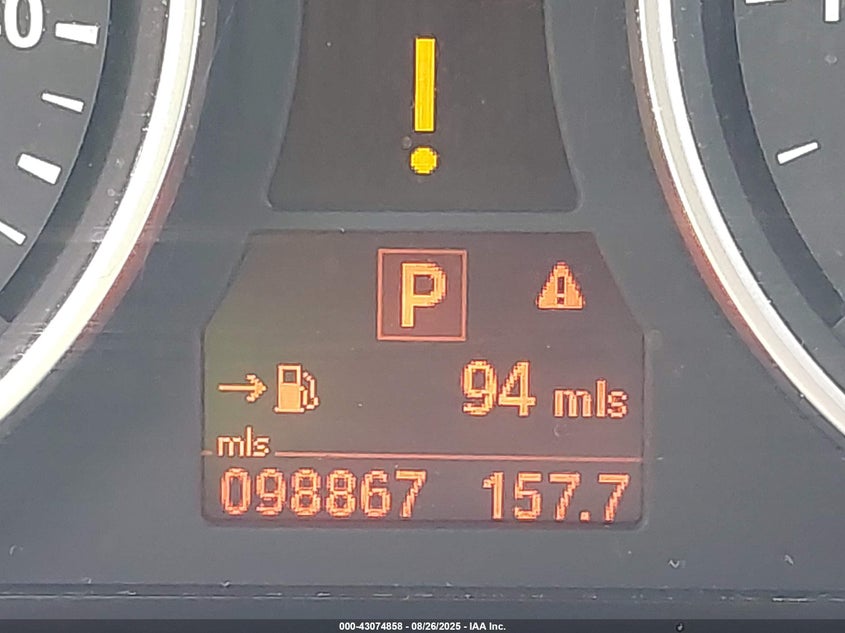 P
94 mls
mls
098867 157.7
000-43074858 - 08/26/2025 - IAA Inc.